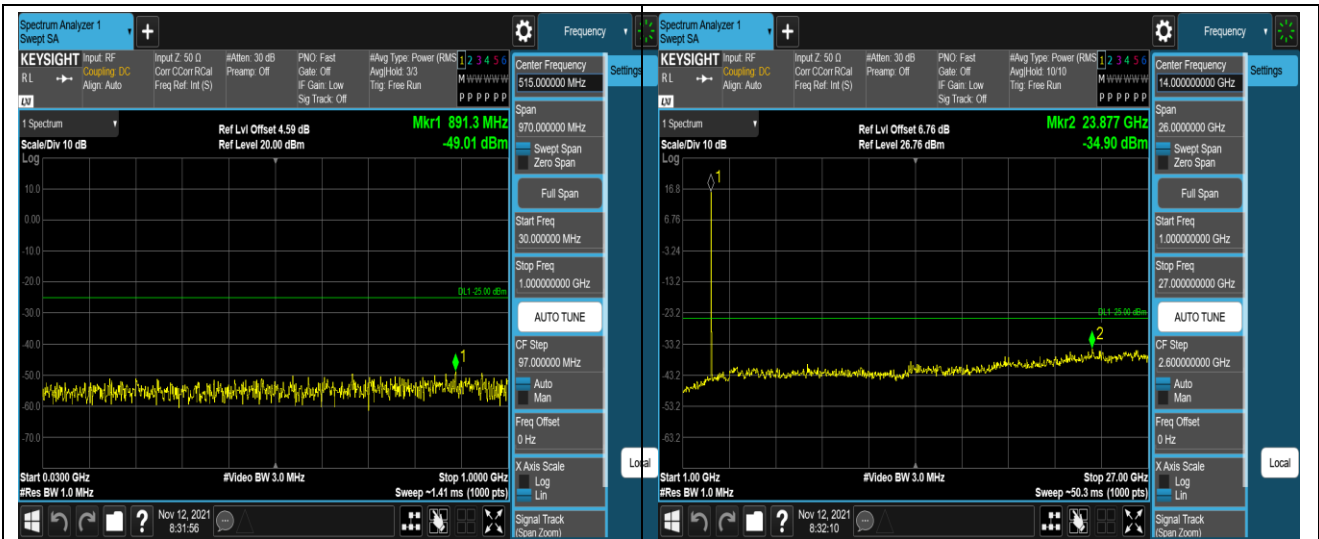 Spectrum Analyzer 1
Swept SA
Frequency
KEYSIGHT Input: RF Input Z: 50 Ω #Atten: 30 dB PNO: Fast #Avg Type: Power (RMS 1 2 3 4 5 6
RL Coupling: DC Corr CCorr RCal Preamp: Off Gate: Off Avg|Hold: 3/3 M W W W W W
Align: Auto Freq Ref: Int (S) IF Gain: Low Trig: Free Run
LXI Sig Track: Off P P P P P P
Center Frequency
515.000000 MHz
Settings
Span
970.000000 MHz
Swept Span
Zero Span
Full Span
Start Freq
30.000000 MHz
Stop Freq
1.000000000 GHz
AUTO TUNE
CF Step
97.000000 MHz
Auto
Man
Freq Offset
0 Hz
X Axis Scale
Log
Lin
Signal Track
(Span Zoom)
Local
1 Spectrum
Scale/Div 10 dB
Log
Ref Lvl Offset 4.59 dB
Ref Level 20.00 dBm
Mkr1 891.3 MHz
-49.01 dBm
10.0
0.00
-10.0
-20.0
DL1 -25.00 dBm
-30.0
-40.0
1
-50.0
-60.0
-70.0
Start 0.0300 GHz #Video BW 3.0 MHz Stop 1.0000 GHz
#Res BW 1.0 MHz Sweep ~1.41 ms (1000 pts)
Nov 12, 2021
8:31:56
Spectrum Analyzer 1
Swept SA
Frequency
KEYSIGHT Input: RF Input Z: 50 Ω #Atten: 30 dB PNO: Fast #Avg Type: Power (RMS 1 2 3 4 5 6
RL Coupling: DC Corr CCorr RCal Preamp: Off Gate: Off Avg|Hold: 10/10 M W W W W W
Align: Auto Freq Ref: Int (S) IF Gain: Low Trig: Free Run
LXI Sig Track: Off P P P P P P
Center Frequency
14.00000000 GHz
Settings
Span
26.0000000 GHz
Swept Span
Zero Span
Full Span
Start Freq
1.000000000 GHz
Stop Freq
27.00000000 GHz
AUTO TUNE
CF Step
2.600000000 GHz
Auto
Man
Freq Offset
0 Hz
X Axis Scale
Log
Lin
Signal Track
(Span Zoom)
Local
1 Spectrum
Scale/Div 10 dB
Log
Ref Lvl Offset 6.76 dB
Ref Level 26.76 dBm
Mkr2 23.877 GHz
-34.90 dBm
1
16.8
6.76
-3.24
-13.2
-23.2
DL1 -25.00 dBm
2
-33.2
-43.2
-53.2
-63.2
Start 1.00 GHz #Video BW 3.0 MHz Stop 27.00 GHz
#Res BW 1.0 MHz Sweep ~50.3 ms (1000 pts)
Nov 12, 2021
8:32:10